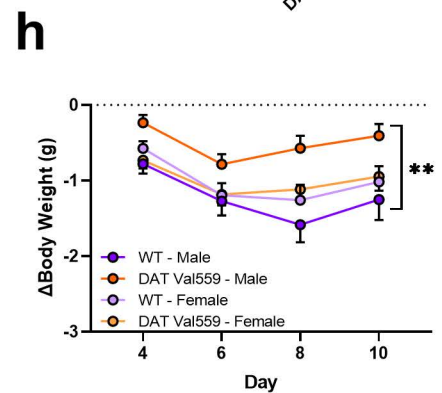 D
h
0
-1
-2
-3
ΔBody Weight (g)
**
WT - Male
DAT Val559 - Male
WT - Female
DAT Val559 - Female
4 6 8 10
Day